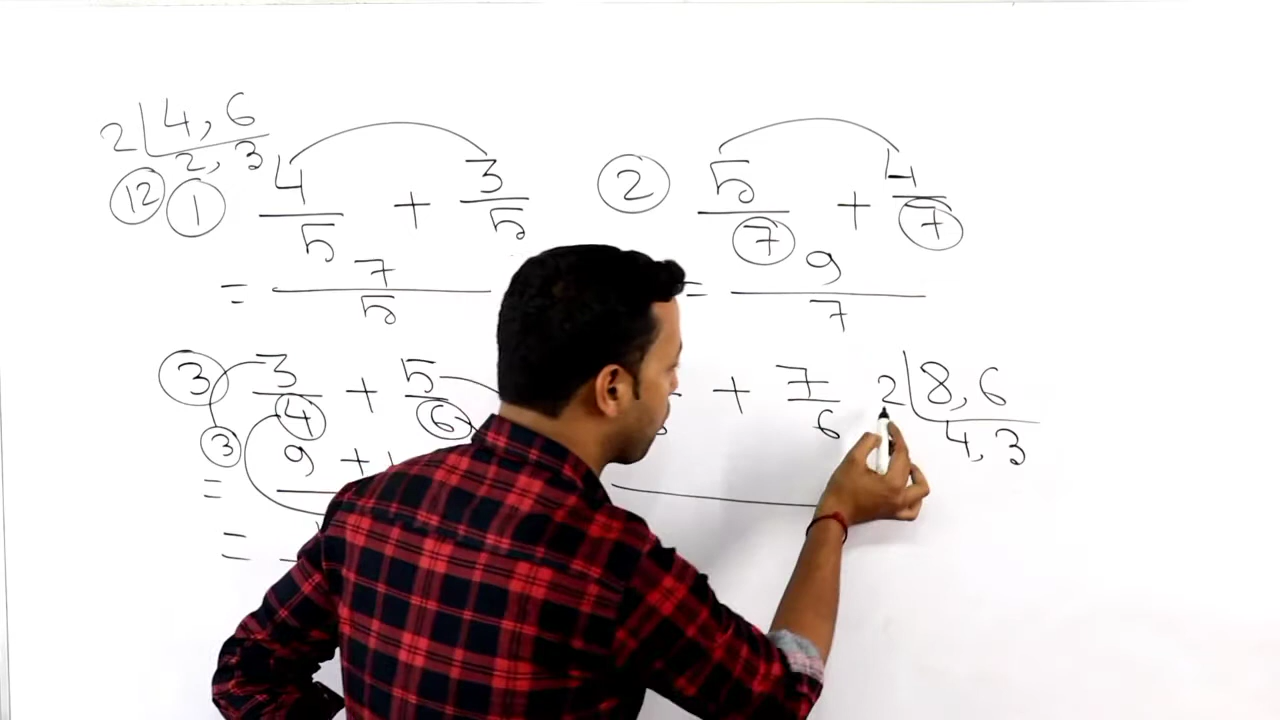 2 | 4, 6
2, 3
12
1 4/5 + 3/5
= 7/5
2 5/7 + 4/7
= 9/7
3 3/4 + 5/6
3
= 9 +
=
+ 7/6
2 | 8, 6
4, 3